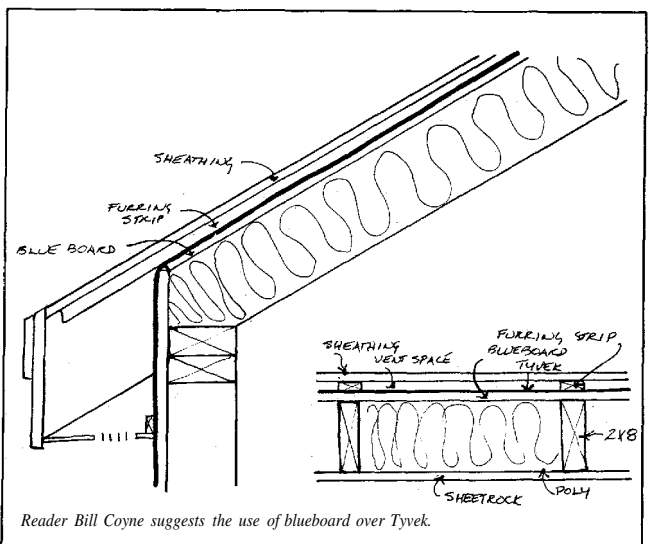 SHEATHING
FURRING
STRIP
BLUE BOARD
SHEATHING
VENT SPACE
FURRING STRIP
BLUEBOARD
TYVEK
2X8
POLY
SHEETROCK
Reader Bill Coyne suggests the use of blueboard over Tyvek.